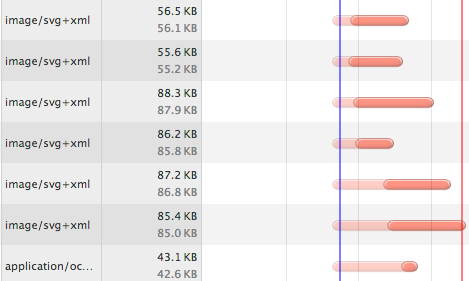 image/svg+xml 56.5 KB
56.1 KB
image/svg+xml 55.6 KB
55.2 KB
image/svg+xml 88.3 KB
87.9 KB
image/svg+xml 86.2 KB
85.8 KB
image/svg+xml 87.2 KB
86.8 KB
image/svg+xml 85.4 KB
85.0 KB
application/oc... 43.1 KB
42.6 KB